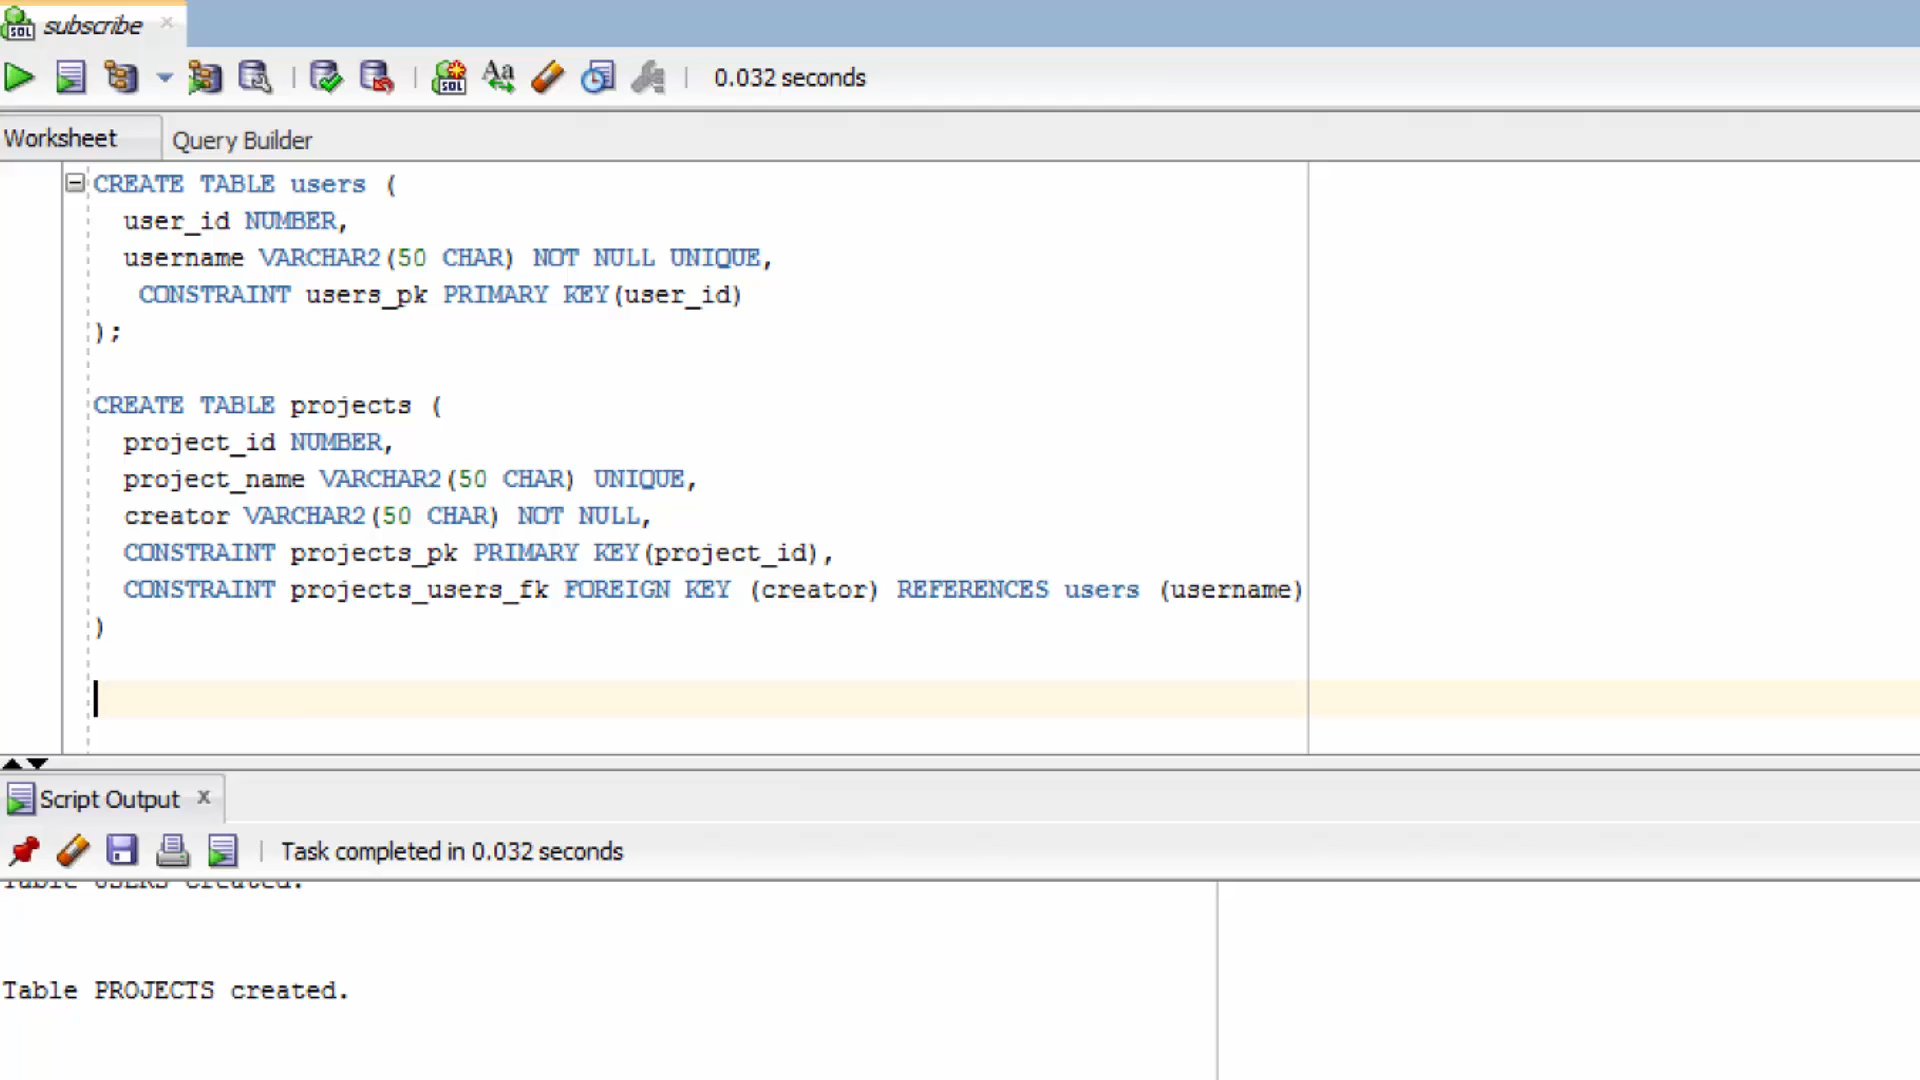 subscribe
0.032 seconds
Worksheet
Query Builder
CREATE TABLE users (
user_id NUMBER,
username VARCHAR2(50 CHAR) NOT NULL UNIQUE,
CONSTRAINT users_pk PRIMARY KEY(user_id)
);
CREATE TABLE projects (
project_id NUMBER,
project_name VARCHAR2(50 CHAR) UNIQUE,
creator VARCHAR2(50 CHAR) NOT NULL,
CONSTRAINT projects_pk PRIMARY KEY(project_id),
CONSTRAINT projects_users_fk FOREIGN KEY (creator) REFERENCES users (username)
)
Script Output
Task completed in 0.032 seconds
Table USERS created.
Table PROJECTS created.